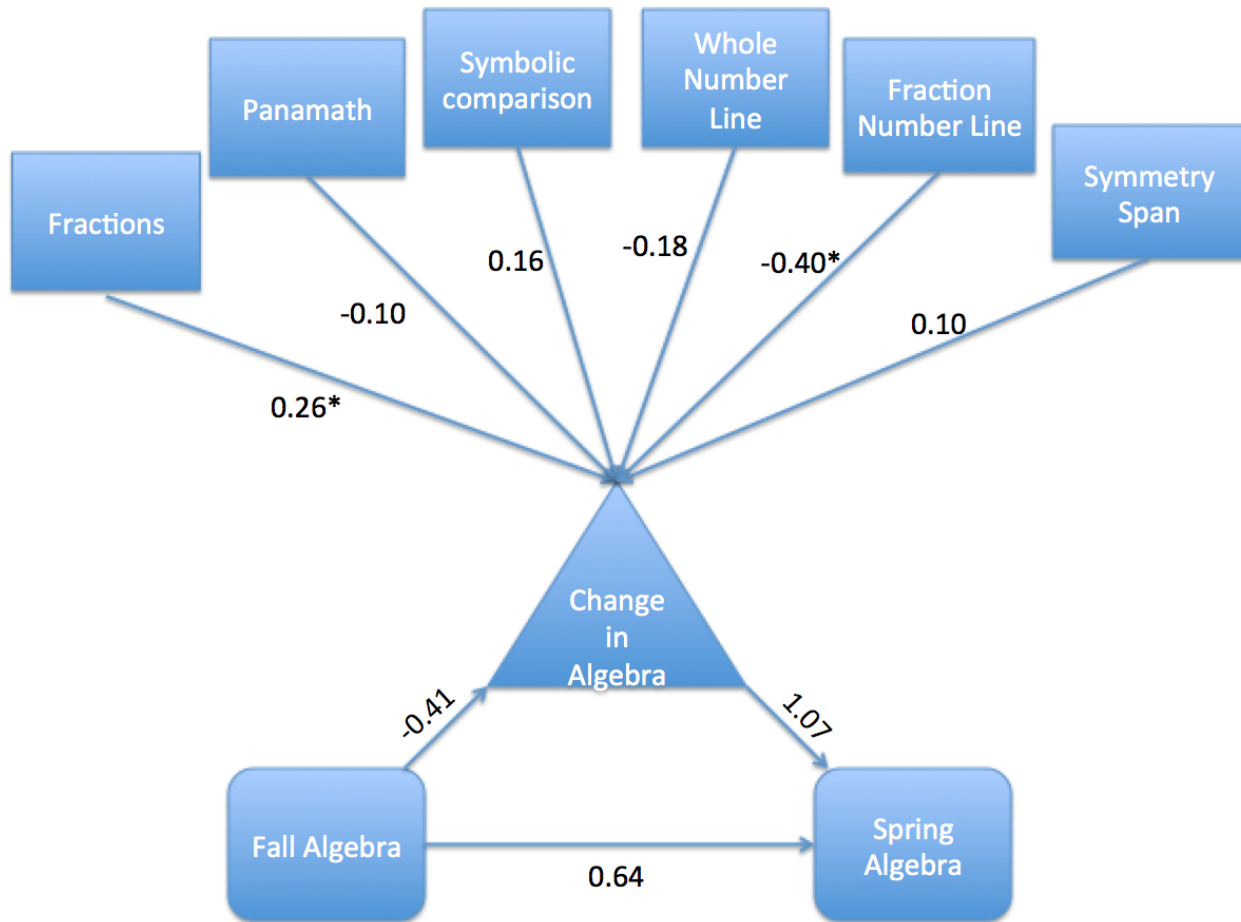 Fractions
Panamath
Symbolic
comparison
Whole
Number
Line
Fraction
Number Line
Symmetry
Span
0.26*
-0.10
0.16
-0.18
-0.40*
0.10
Change
in
Algebra
-0.41
1.07
Fall Algebra
0.64
Spring
Algebra